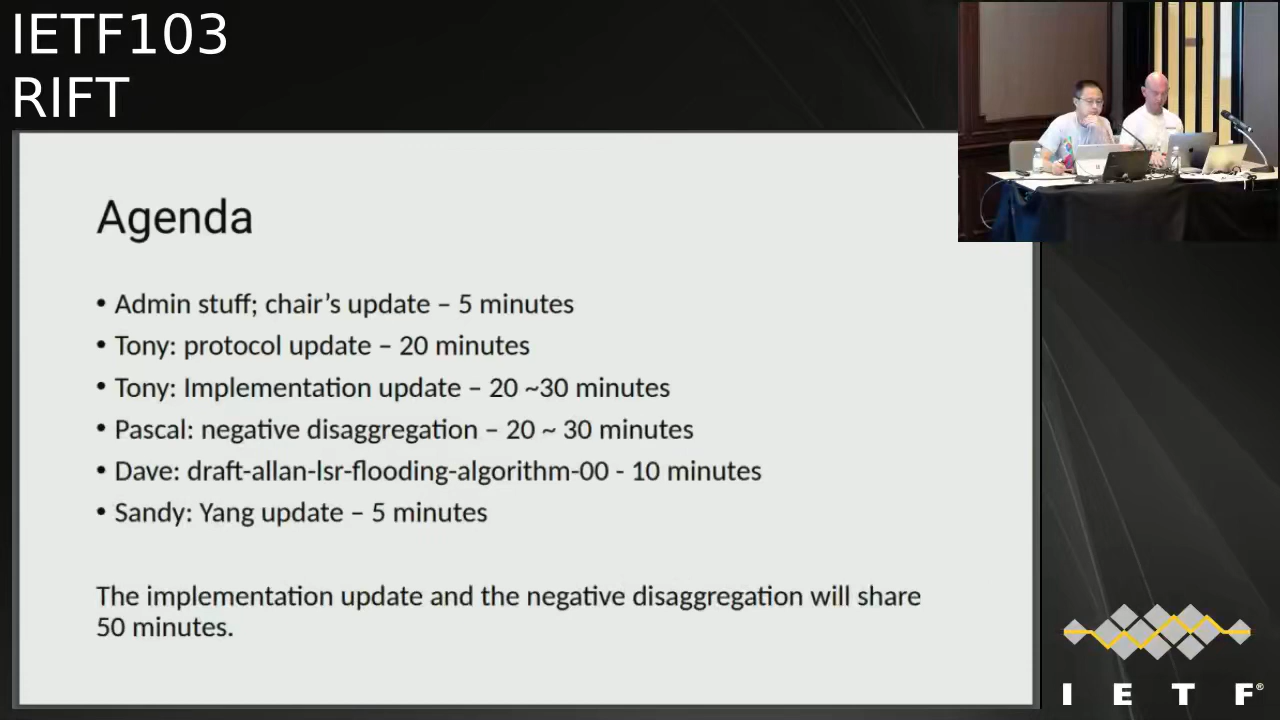 IETF103
RIFT
Agenda
• Admin stuff; chair's update – 5 minutes
• Tony: protocol update – 20 minutes
• Tony: Implementation update – 20 ~30 minutes
• Pascal: negative disaggregation – 20 ~ 30 minutes
• Dave: draft-allan-lsr-flooding-algorithm-00 - 10 minutes
• Sandy: Yang update – 5 minutes
The implementation update and the negative disaggregation will share
50 minutes.
I E T F®